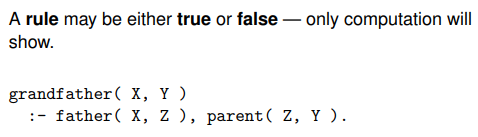 A rule may be either true or false — only computation will
show.
grandfather( X, Y )
:- father( X, Z ), parent( Z, Y ).